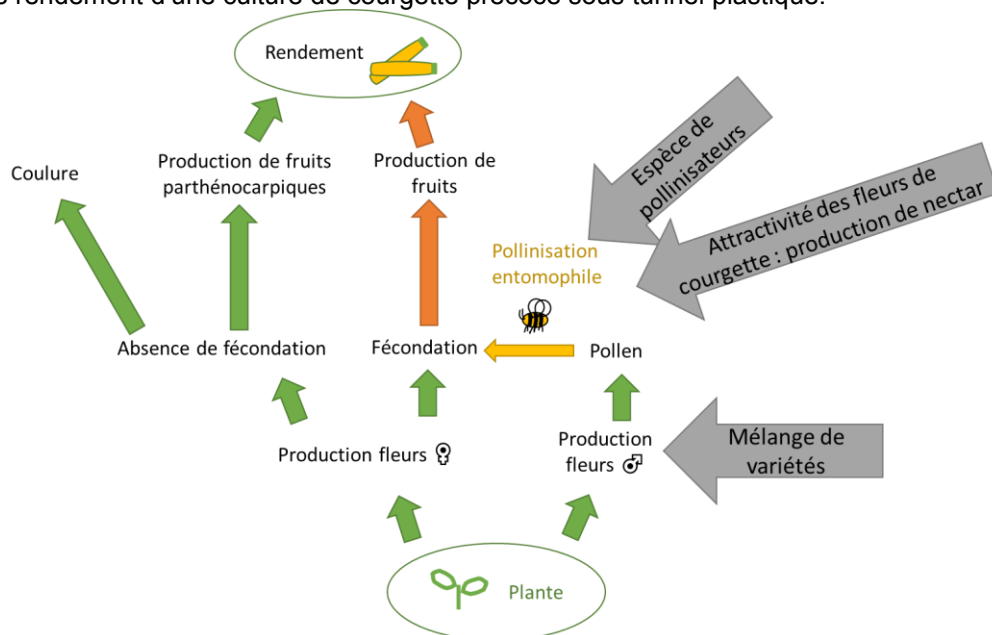 s rendement d'une culture de courgette précoce sous tunnel plastique.
Rendement
Coulure
Production de fruits
parthénocarpiques
Production de
fruits
Espèce de
pollinisateurs
Attractivité des fleurs de
courgette : production de nectar
Pollinisation
entomophile
Absence de fécondation
Fécondation
Pollen
Production fleurs
Production
fleurs
Mélange de
variétés
Plante